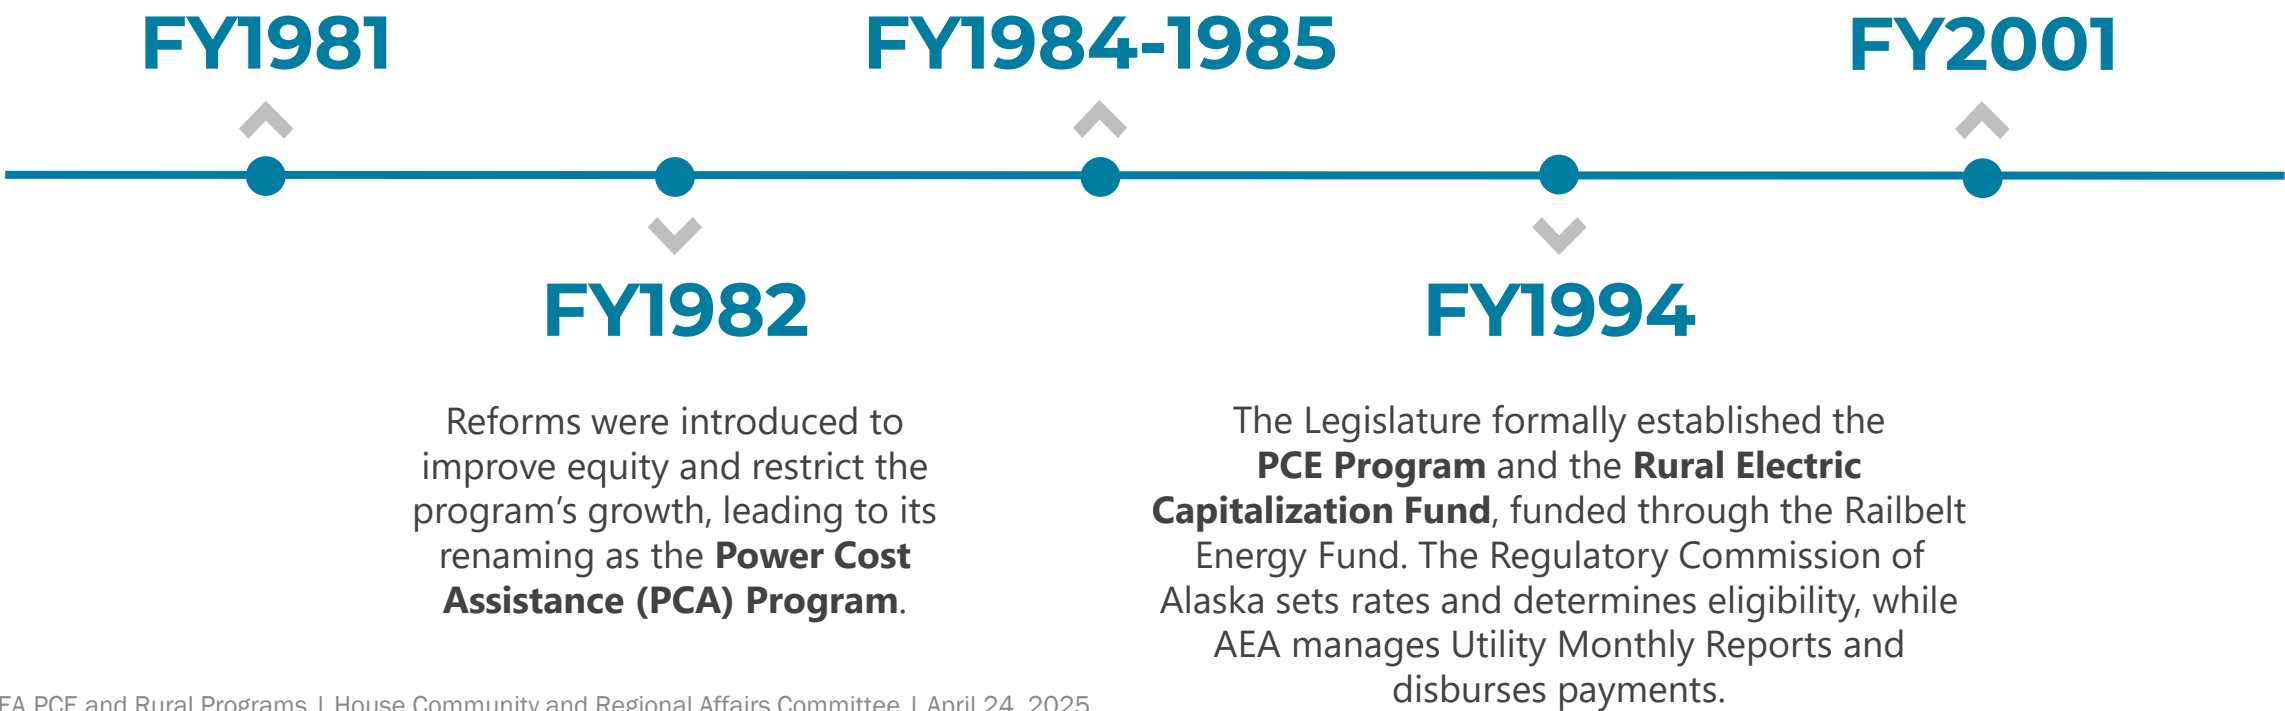 FY1981
FY1984-1985
FY2001
FY1982
FY1994
Reforms were introduced to
improve equity and restrict the
program’s growth, leading to its
renaming as the Power Cost
Assistance (PCA) Program.
The Legislature formally established the
PCE Program and the Rural Electric
Capitalization Fund, funded through the Railbelt
Energy Fund. The Regulatory Commission of
Alaska sets rates and determines eligibility, while
AEA manages Utility Monthly Reports and
disburses payments.
PCE and Rural Programs | House Community and Regional Affairs Committee | April 24, 2025